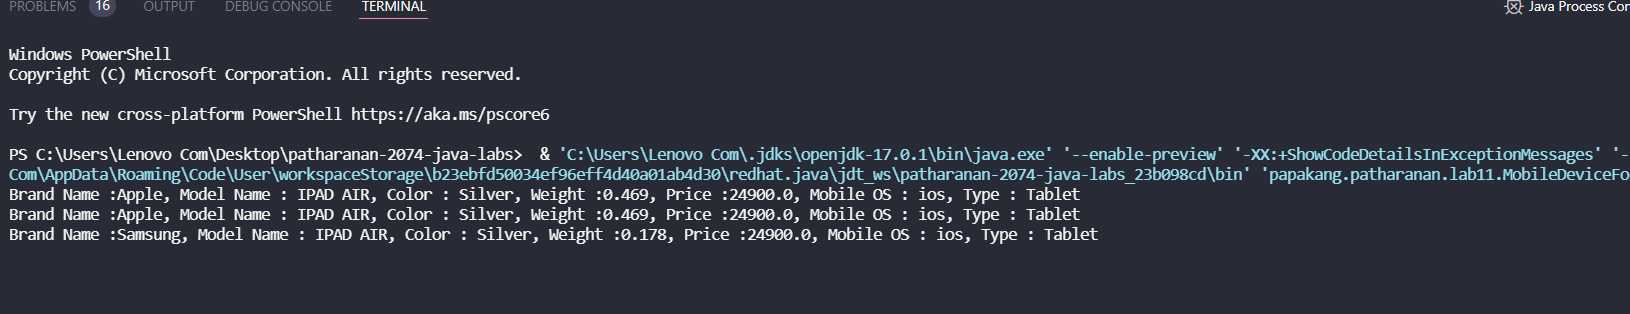 PROBLEMS 16 OUTPUT DEBUG CONSOLE TERMINAL Java Process Con
Windows PowerShell
Copyright (C) Microsoft Corporation. All rights reserved.
Try the new cross-platform PowerShell https://aka.ms/pscore6
PS C:\Users\Lenovo Com\Desktop\patharanan-2074-java-labs>  & 'C:\Users\Lenovo Com\.jdks\openjdk-17.0.1\bin\java.exe' '--enable-preview' '-XX:+ShowCodeDetailsInExceptionMessages' '-
Com\AppData\Roaming\Code\User\workspaceStorage\b23ebfd50034ef96eff4d40a01ab4d30\redhat.java\jdt_ws\patharanan-2074-java-labs_23b098cd\bin' 'papakang.patharanan.lab11.MobileDeviceFo
Brand Name :Apple, Model Name : IPAD AIR, Color : Silver, Weight :0.469, Price :24900.0, Mobile OS : ios, Type : Tablet
Brand Name :Apple, Model Name : IPAD AIR, Color : Silver, Weight :0.469, Price :24900.0, Mobile OS : ios, Type : Tablet
Brand Name :Samsung, Model Name : IPAD AIR, Color : Silver, Weight :0.178, Price :24900.0, Mobile OS : ios, Type : Tablet